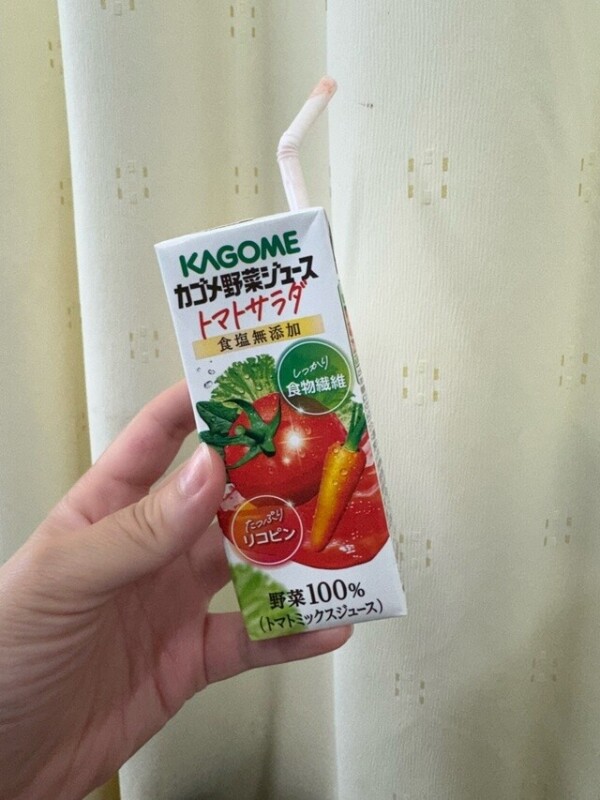 KAGOME
カゴメ野菜ジュース
トマトサラダ
食塩無添加
しっかり
食物繊維
たっぷり
リコピン
野菜100%
(トマトミックスジュース)